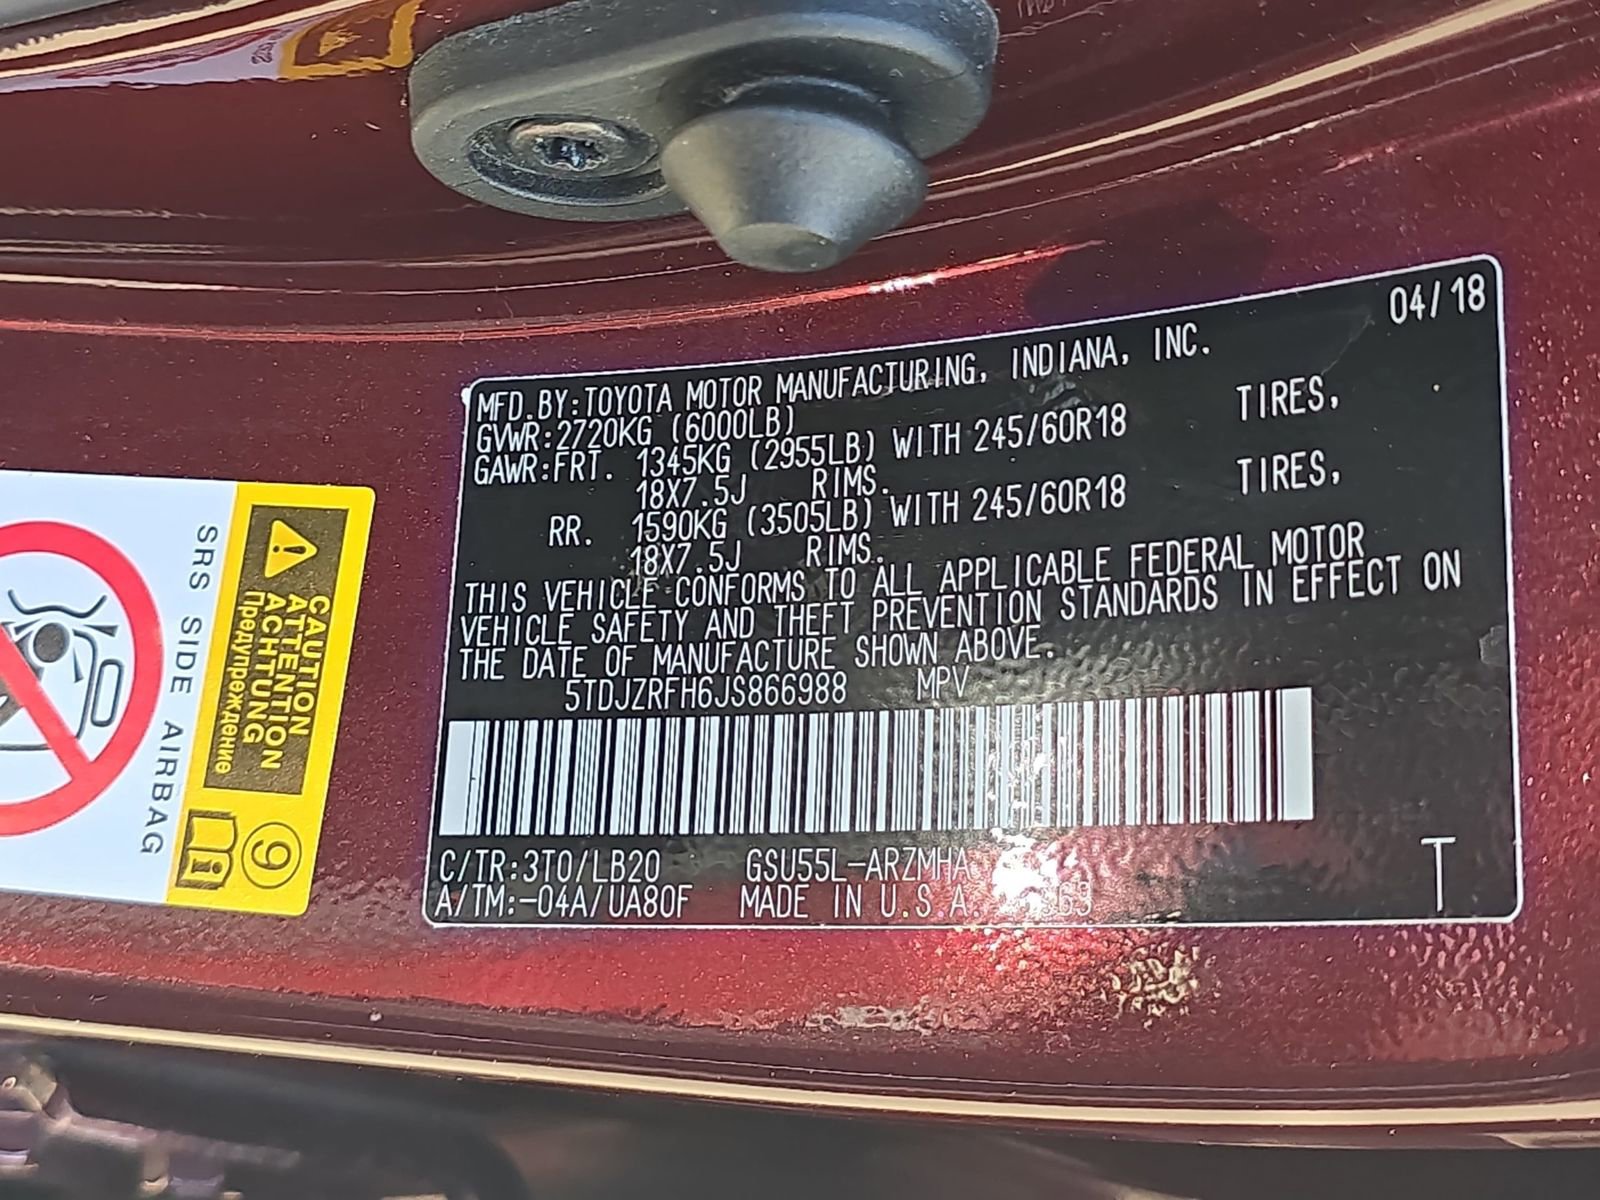 04/18
MFD.BY:TOYOTA MOTOR MANUFACTURING, INDIANA, INC.
GVWR:2720KG (6000LB)
GAWR:FRT. 1345KG (2955LB) WITH 245/60R18 TIRES,
18X7.5J RIMS.
RR. 1590KG (3505LB) WITH 245/60R18 TIRES,
18X7.5J RIMS.
THIS VEHICLE CONFORMS TO ALL APPLICABLE FEDERAL MOTOR
VEHICLE SAFETY AND THEFT PREVENTION STANDARDS IN EFFECT ON
THE DATE OF MANUFACTURE SHOWN ABOVE.
5TDJZRFH6JS866988 MPV
C/TR:3T0/LB20 GSU55L-ARZMHA
A/TM:-04A/UA80F MADE IN U.S.A.
T
CAUTION
ATTENTION
ACHTUNG
Предупреждение
9
i
SRS SIDE AIRBAG